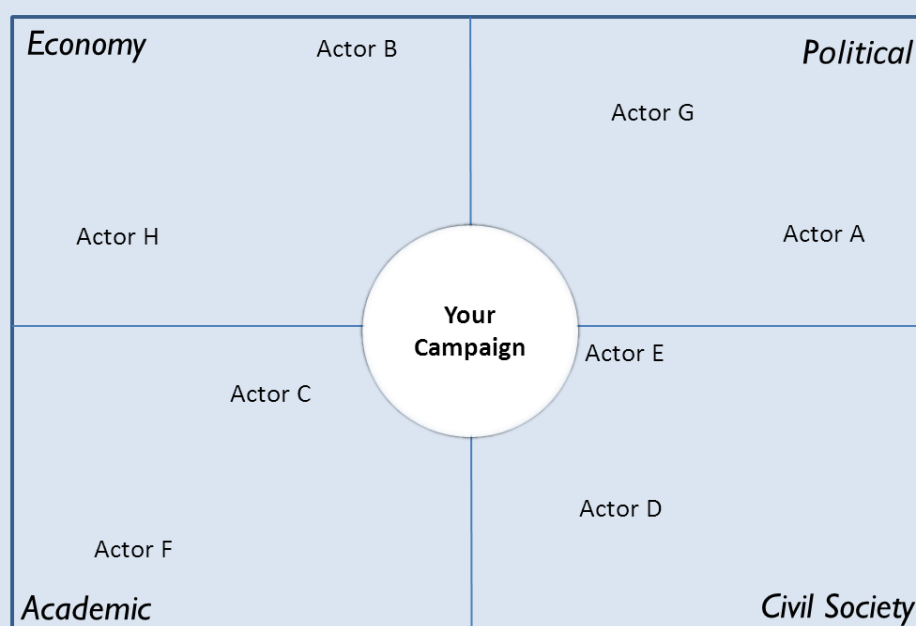 Economy
Actor B
Political
Actor G
Actor H
Actor A
Your
Campaign
Actor E
Actor C
Actor D
Actor F
Academic
Civil Society